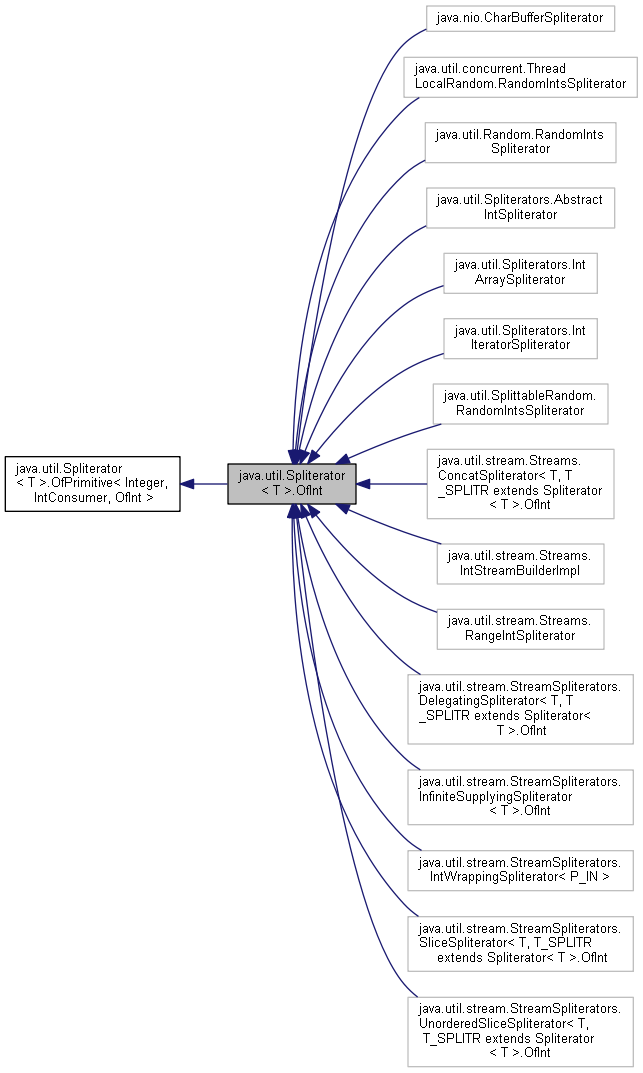 java.nio.CharBufferSpliterator
java.util.concurrent.Thread
LocalRandom.RandomIntsSpliterator
java.util.Random.RandomInts
Spliterator
java.util.Spliterators.Abstract
IntSpliterator
java.util.Spliterators.Int
ArraySpliterator
java.util.Spliterators.Int
IteratorSpliterator
java.util.SplittableRandom.
RandomIntsSpliterator
java.util.Spliterator
< T >.OfPrimitive< Integer,
IntConsumer, OfInt >
java.util.Spliterator
< T >.OfInt
java.util.stream.Streams.
ConcatSpliterator< T, T
_SPLITR extends Spliterator
< T >.OfInt
java.util.stream.Streams.
IntStreamBuilderImpl
java.util.stream.Streams.
RangeIntSpliterator
java.util.stream.StreamSpliterators.
DelegatingSpliterator< T, T
_SPLITR extends Spliterator<
T >.OfInt
java.util.stream.StreamSpliterators.
InfiniteSupplyingSpliterator
< T >.OfInt
java.util.stream.StreamSpliterators.
IntWrappingSpliterator< P_IN >
java.util.stream.StreamSpliterators.
SliceSpliterator< T, T_SPLITR
extends Spliterator< T >.OfInt
java.util.stream.StreamSpliterators.
UnorderedSliceSpliterator< T,
T_SPLITR extends Spliterator
< T >.OfInt